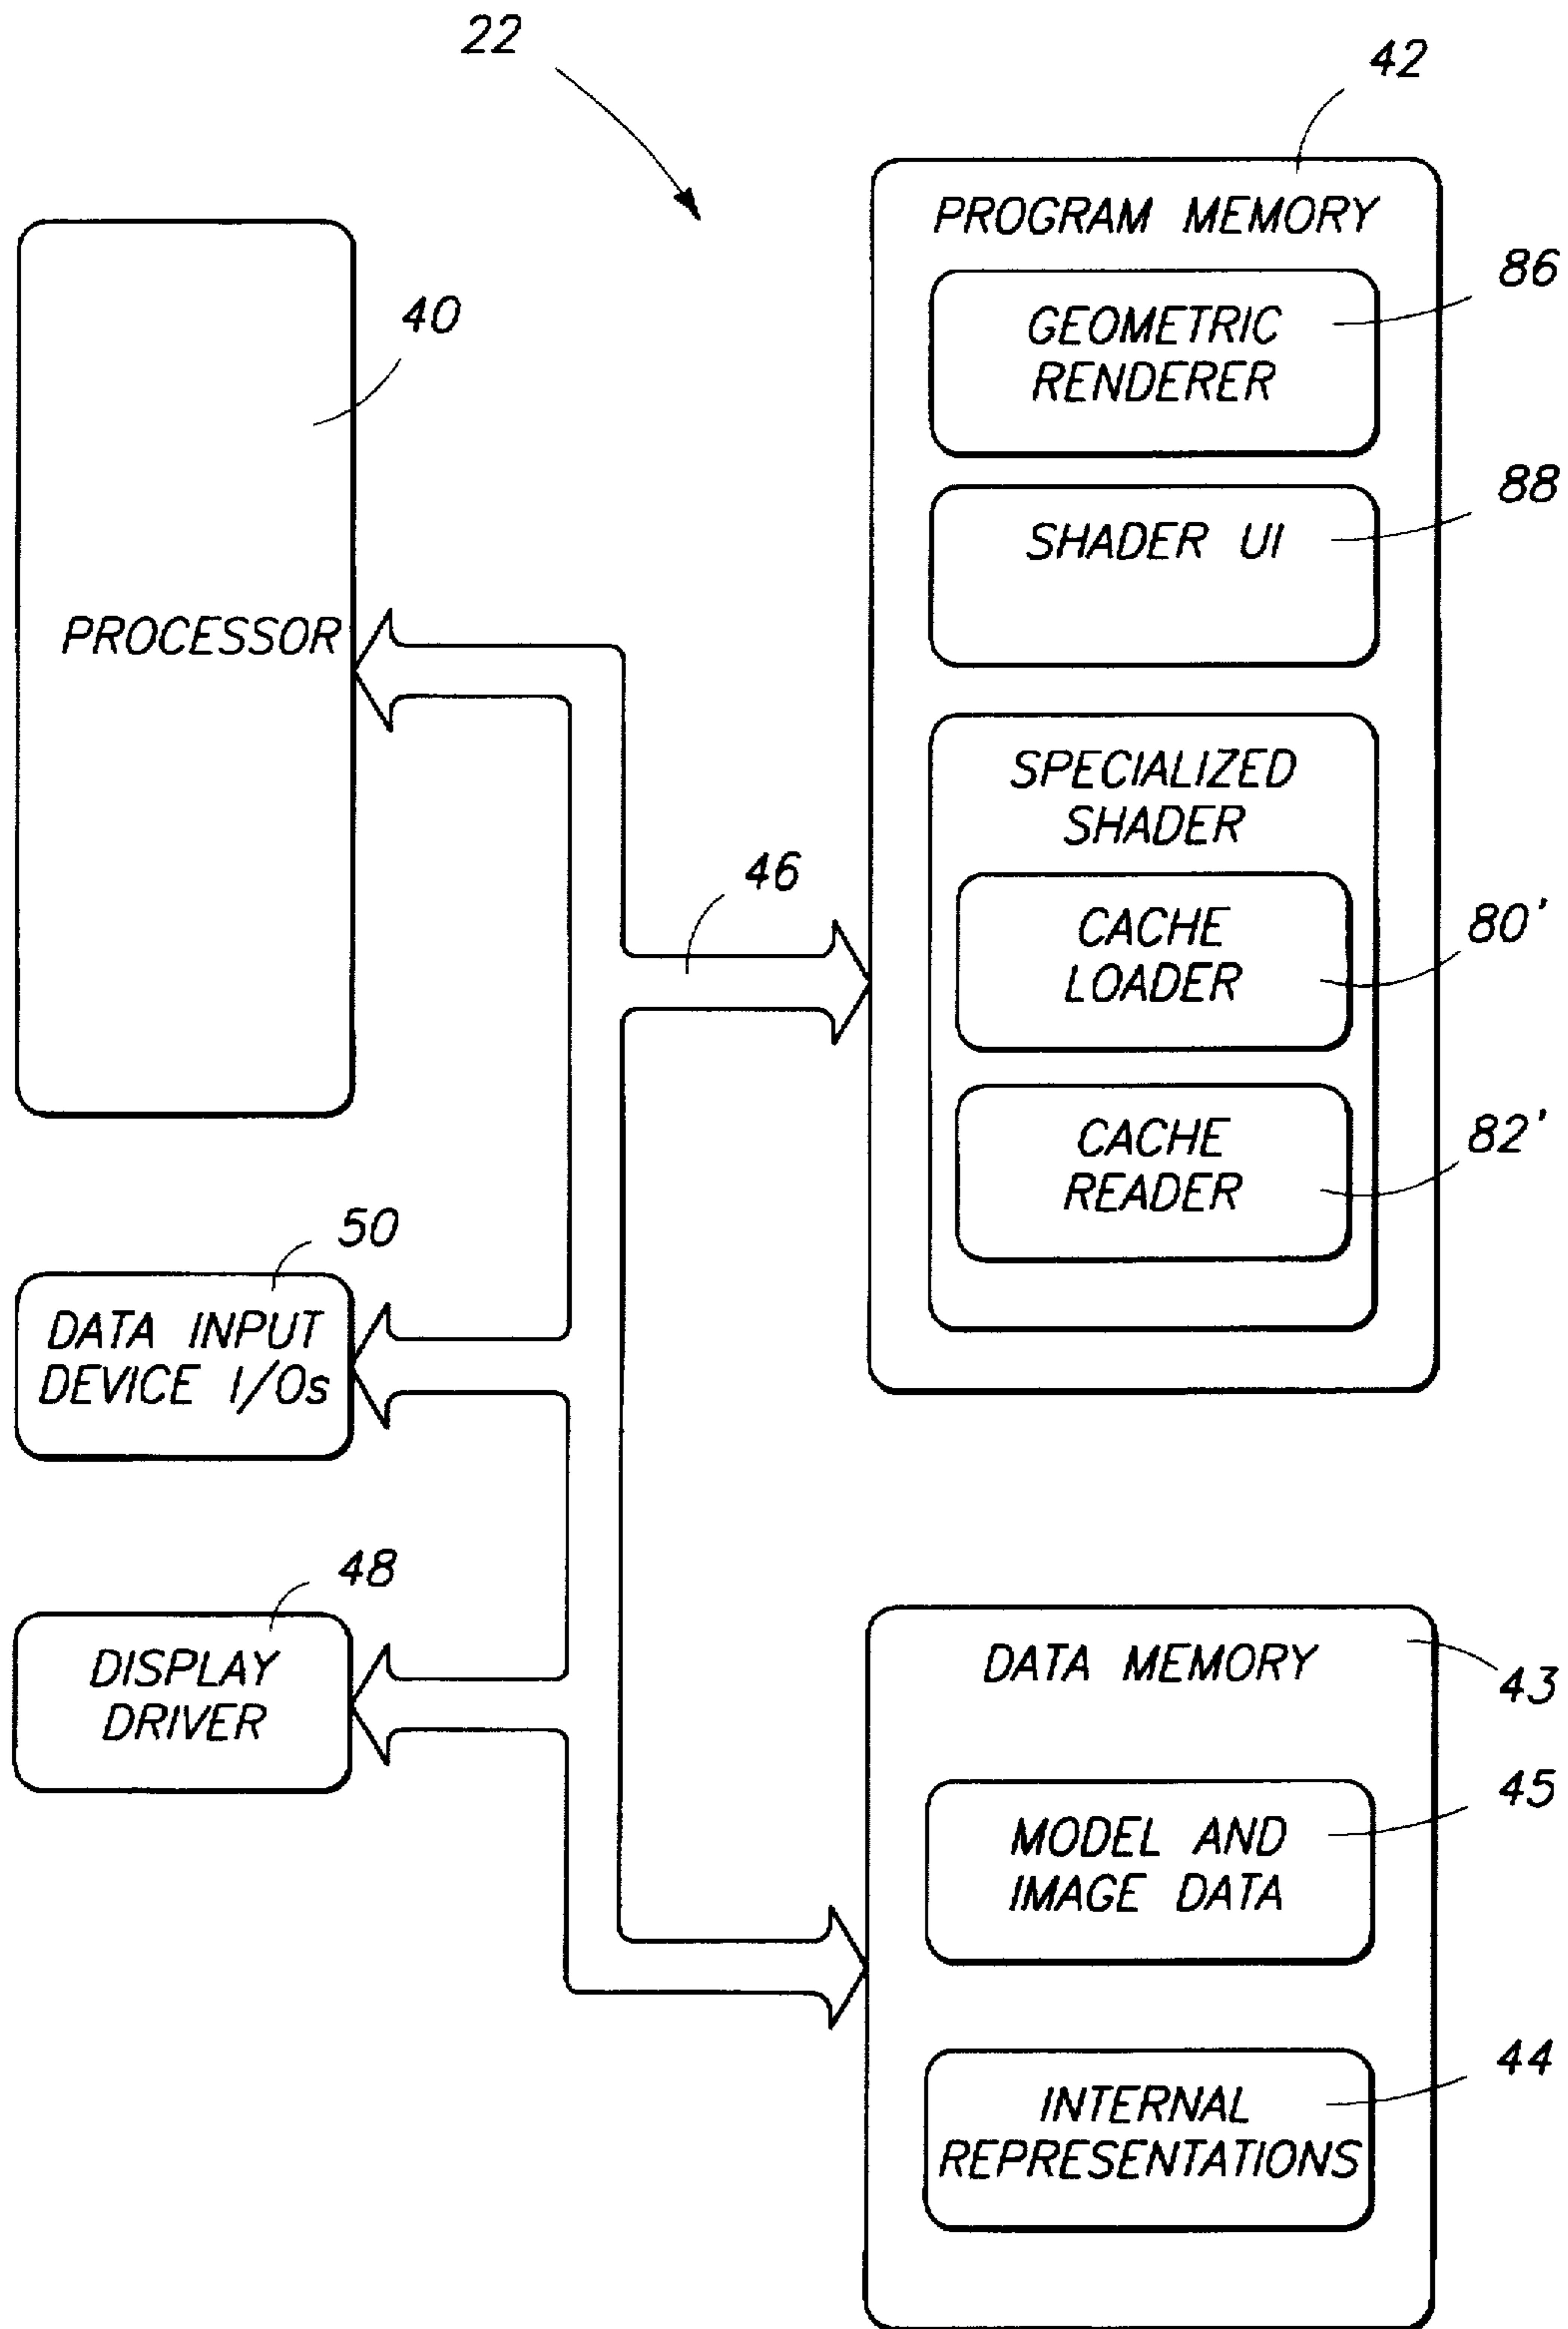 22
42
PROGRAM MEMORY
86
GEOMETRIC
RENDERER
40
88
SHADER UI
PROCESSOR
SPECIALIZED
SHADER
46
CACHE
LOADER
80'
CACHE
READER
82'
50
DATA INPUT
DEVICE I/Os
48
DISPLAY
DRIVER
DATA MEMORY
43
45
MODEL AND
IMAGE DATA
44
INTERNAL
REPRESENTATIONS